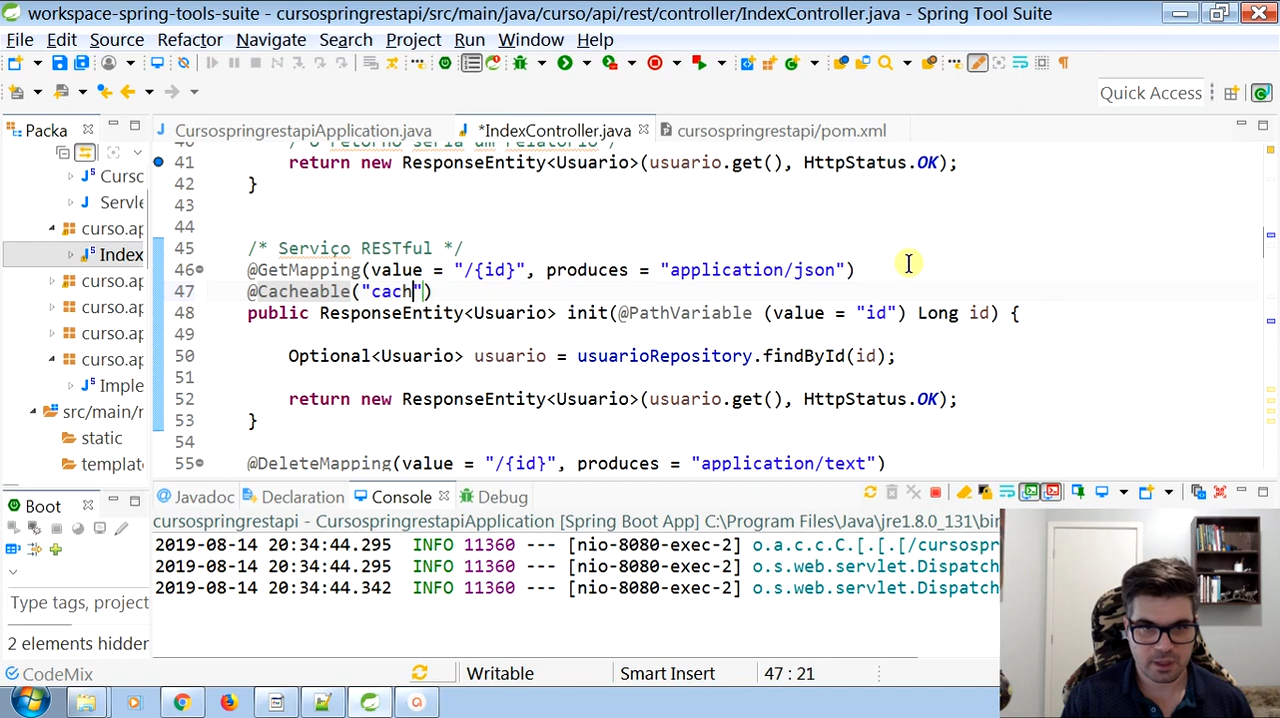 workspace-spring-tools-suite - cursospringrestapi/src/main/java/curso/api/rest/controller/IndexController.java - Spring Tool Suite
File Edit Source Refactor Navigate Search Project Run Window Help
Quick Access
Packa
CursospringrestapiApplication.java *IndexController.java cursospringrestapi/pom.xml
Curso
Servle
curso.ap
Index
curso.ap
curso.ap
curso.ap
curso.ap
Imple
src/main/r
static
templat
40 / o retorno seria um relatorio*/
41 return new ResponseEntity<Usuario>(usuario.get(), HttpStatus.OK);
42 }
43
44
45 /* Serviço RESTful */
46 @GetMapping(value = "/{id}", produces = "application/json")
47 @Cacheable("cach")
48 public ResponseEntity<Usuario> init(@PathVariable (value = "id") Long id) {
49
50 Optional<Usuario> usuario = usuarioRepository.findById(id);
51
52 return new ResponseEntity<Usuario>(usuario.get(), HttpStatus.OK);
53 }
54
55 @DeleteMapping(value = "/{id}", produces = "application/text")
Boot
Type tags, project
2 elements hidden
@ Javadoc Declaration Console Debug
cursospringrestapi - CursospringrestapiApplication [Spring Boot App] C:\Program Files\Java\jre1.8.0_131\bin
2019-08-14 20:34:44.295 INFO 11360 --- [nio-8080-exec-2] o.a.c.c.C.[.[.[/cursospr
2019-08-14 20:34:44.295 INFO 11360 --- [nio-8080-exec-2] o.s.web.servlet.Dispatch
2019-08-14 20:34:44.342 INFO 11360 --- [nio-8080-exec-2] o.s.web.servlet.Dispatch
CodeMix Writable Smart Insert 47 : 21